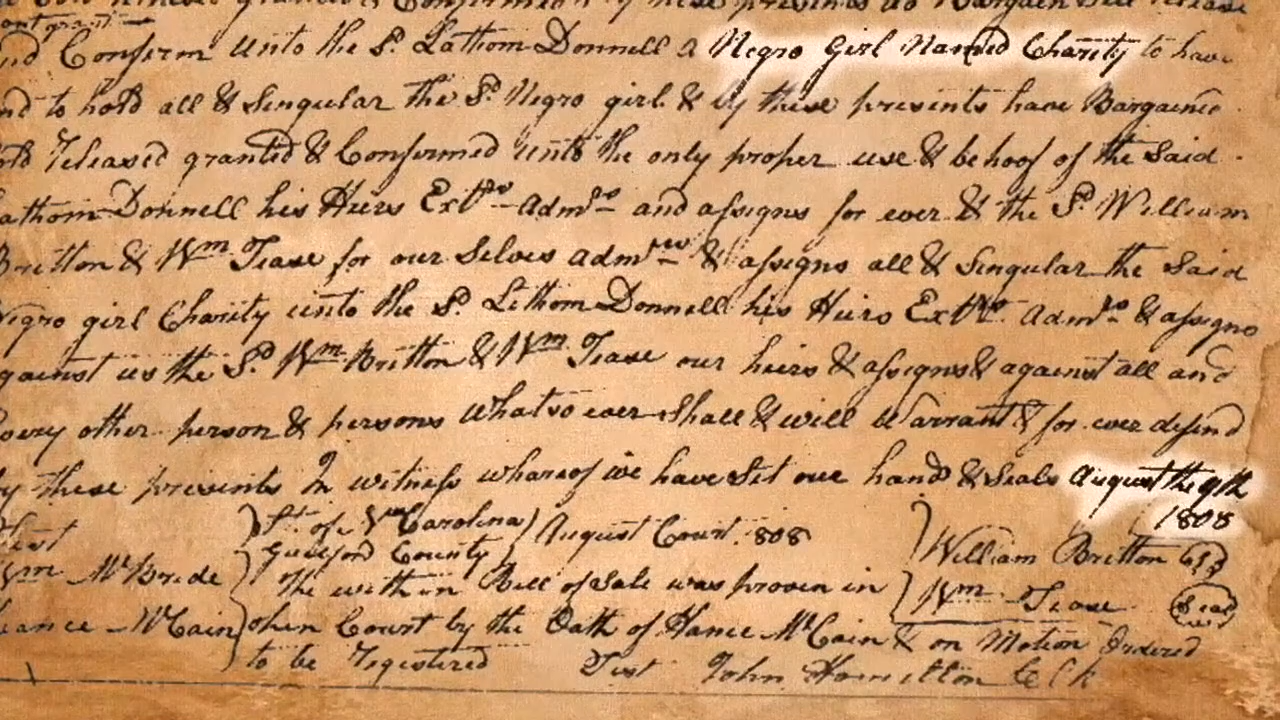 and Confirm unto the Sd. Lathom Donnell a Negro Girl Named Charity to have
and to hold all & Singular the Sd. Negro girl & by these presents have Bargained
and released granted & Confirmed unto the only proper use & behoof of the Said
Lathom Donnell his Heirs Extrs Admrs and assigns for ever & the Sd. William
Britton & Wm Tease for our Selves admrs & assigns all & Singular the Said
Negro girl Charity unto the Sd. Lathom Donnell his Heirs Extrs. admrs & assigns
against us the Sd. Wm Britton & Wm Tease our heirs & assigns & against all and
every other person & persons whatso ever Shall & will Warrant & for ever defend
by these presents In witness whareof we have Set our hand & Seals August the 9th
1808
Test
Wm McBride
Hance McCain
St. of No Carolina
Guilford County
August Court 1808
The within Bill of Sale was proven in
open Court by the Oath of Hance McCain & on Motion Ordered
to be Registered Test John Hamilton Clk
William Britton
Wm Tease Seal